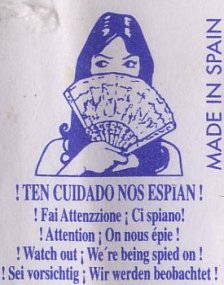 MADE IN SPAIN
! TEN CUIDADO NOS ESPIAN !
! Fai Attenzzione ¡ Ci spiano!
! Attention ¡ On nous épie !
! Watch out ¡ We´re being spied on !
! Sei vorsichtig ¡ Wir werden beobachtet !